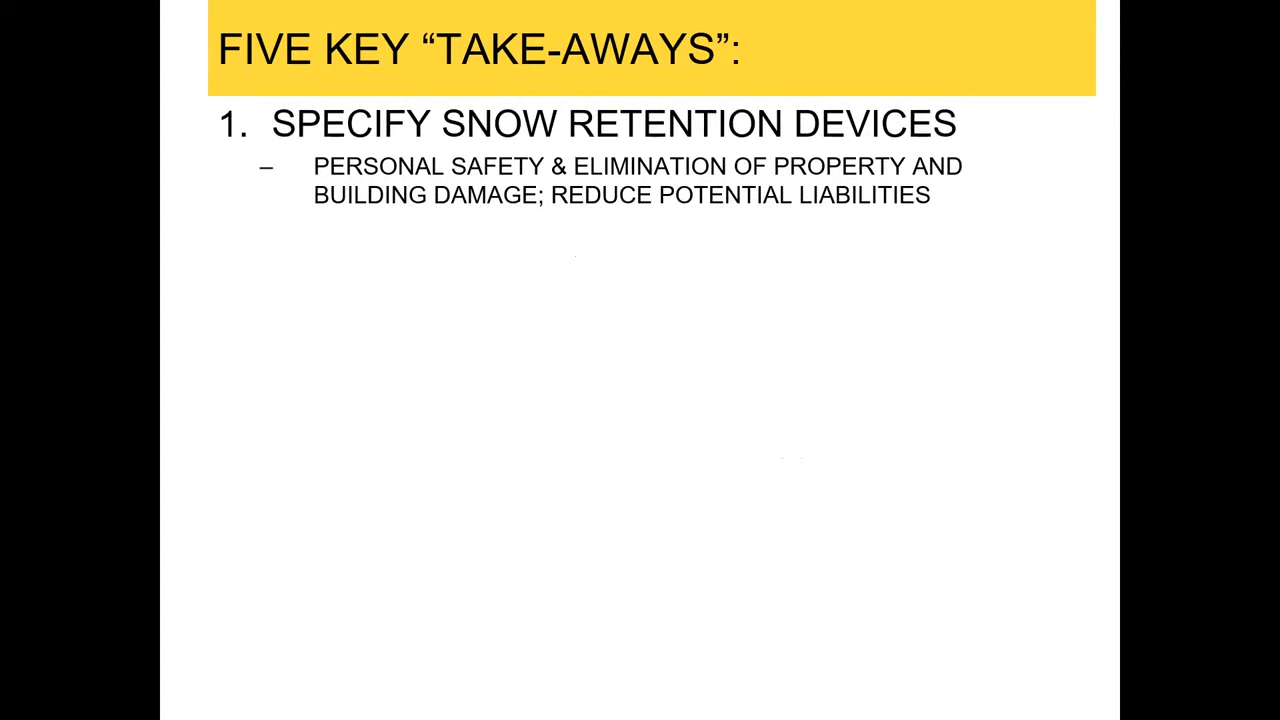 FIVE KEY “TAKE-AWAYS”:
1. SPECIFY SNOW RETENTION DEVICES
– PERSONAL SAFETY & ELIMINATION OF PROPERTY AND
BUILDING DAMAGE; REDUCE POTENTIAL LIABILITIES